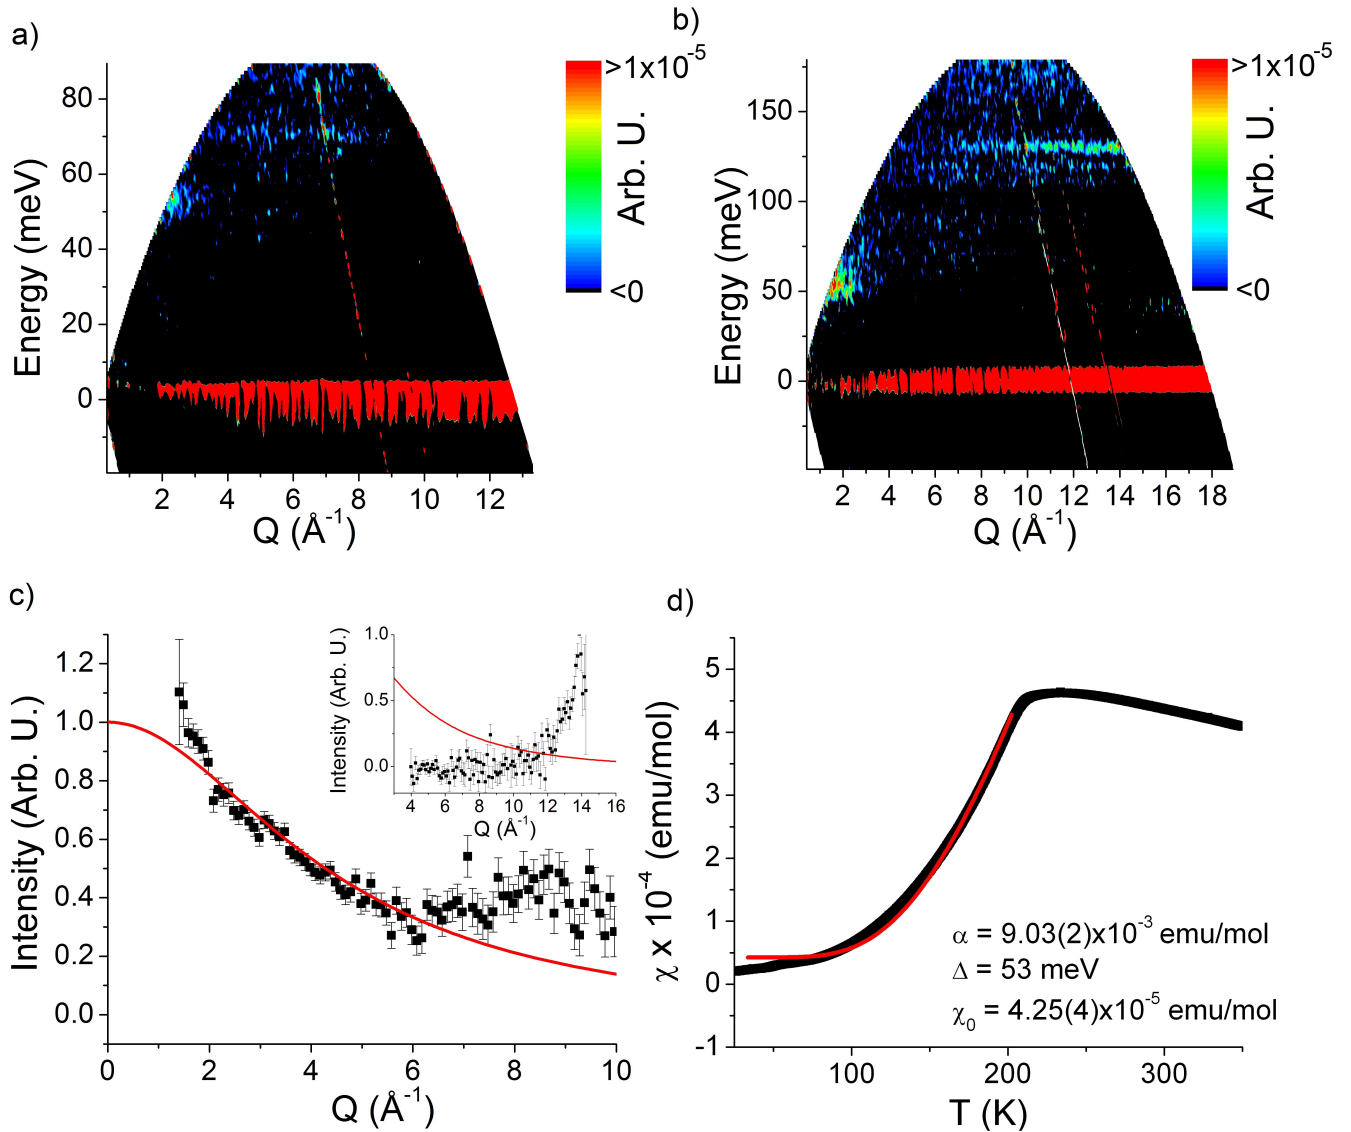 a)
>1x10⁻⁵
Arb. U.
<0
80
60
40
20
0
Energy (meV)
2 4 6 8 10 12
Q (Å⁻¹)
b)
>1x10⁻⁵
Arb. U.
<0
150
100
50
0
Energy (meV)
2 4 6 8 10 12 14 16 18
Q (Å⁻¹)
c)
1.2
1.0
0.8
0.6
0.4
0.2
0.0
Intensity (Arb. U.)
0 2 4 6 8 10
Q (Å⁻¹)
1.0
0.5
0.0
Intensity (Arb. U.)
4 6 8 10 12 14 16
Q (Å⁻¹)
d)
5
4
3
2
1
0
-1
χ x 10⁻⁴ (emu/mol)
α = 9.03(2)x10⁻³ emu/mol
Δ = 53 meV
χ₀ = 4.25(4)x10⁻⁵ emu/mol
100 200 300
T (K)